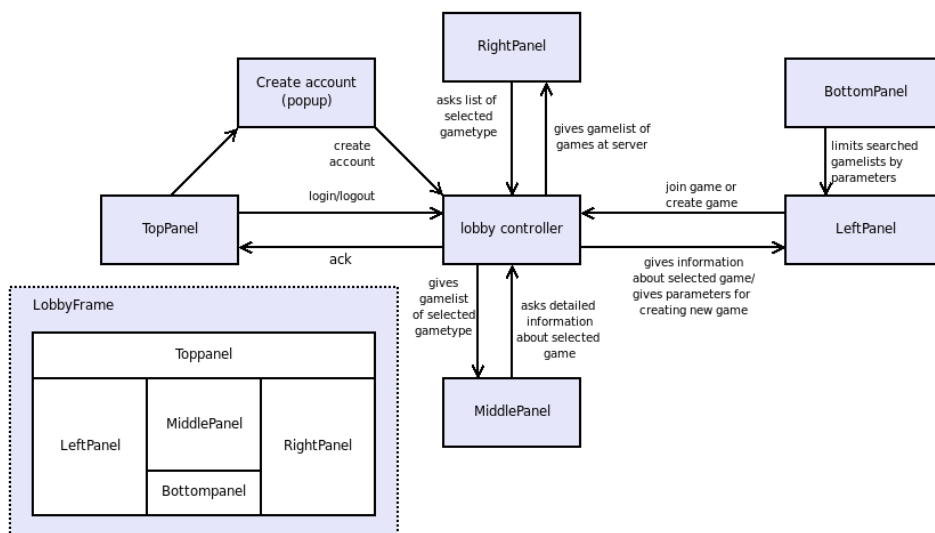 RightPanel
Create account
(popup)
BottomPanel
asks list of
selected
gametype
gives gamelist of
games at server
limits searched
gamelists by
parameters
create
account
login/logout
join game or
create game
TopPanel
lobby controller
LeftPanel
ack
gives
gamelist
of selected
gametype
asks detailed
information
about selected
game
gives information
about selected game/
gives parameters for
creating new game
MiddlePanel
LobbyFrame
Toppanel
LeftPanel
MiddlePanel
RightPanel
Bottompanel